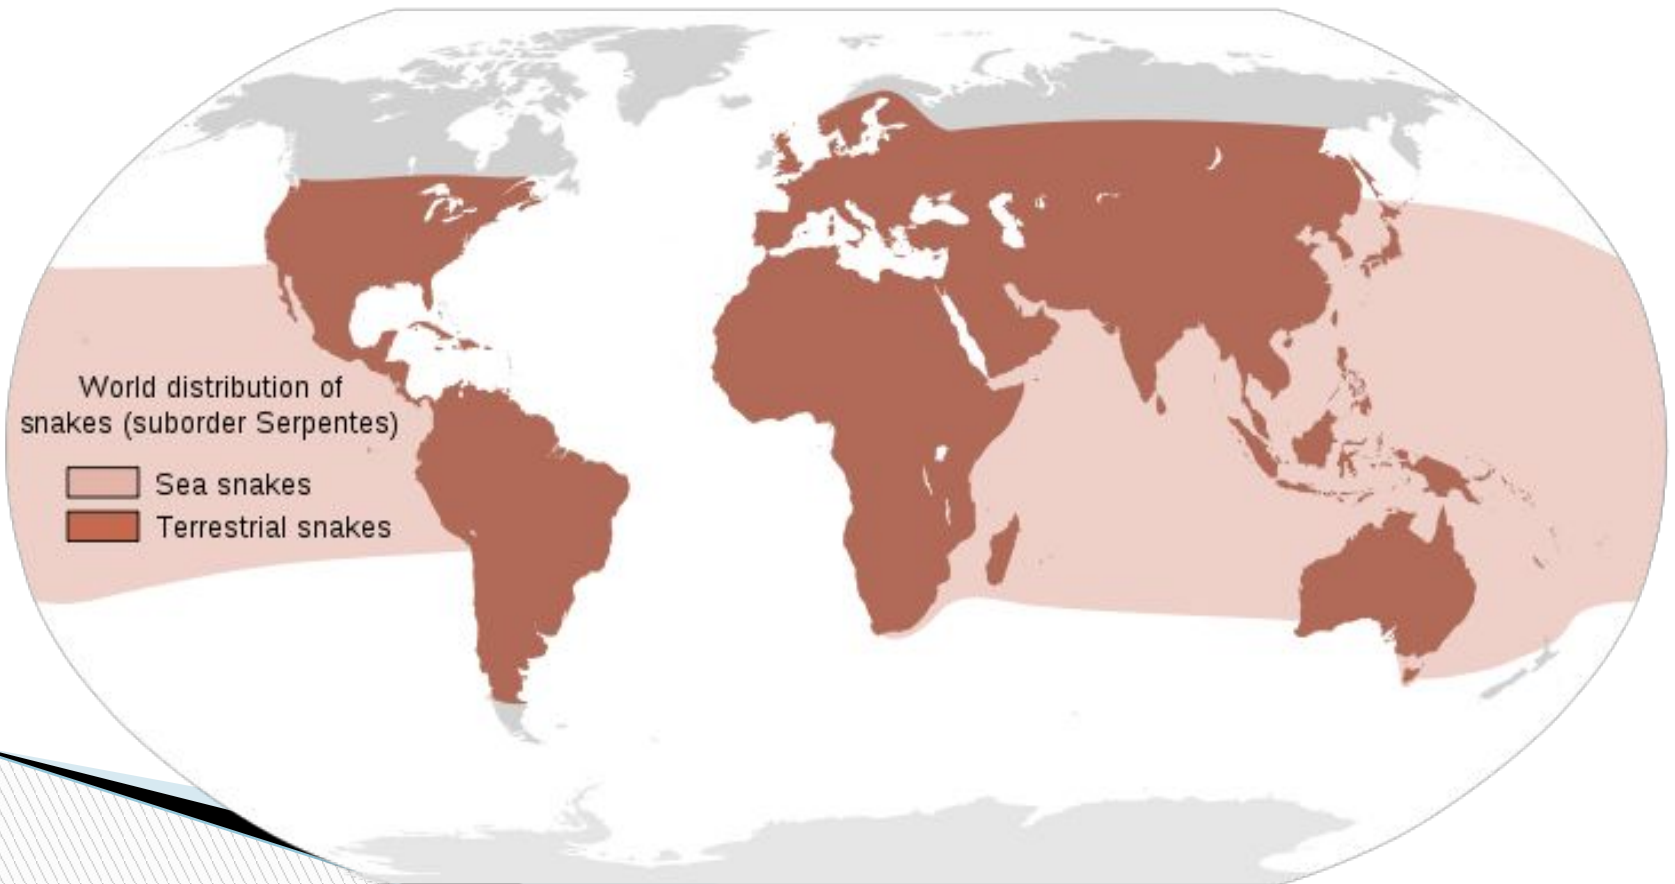 World distribution of
snakes (suborder Serpentes)
Sea snakes
Terrestrial snakes